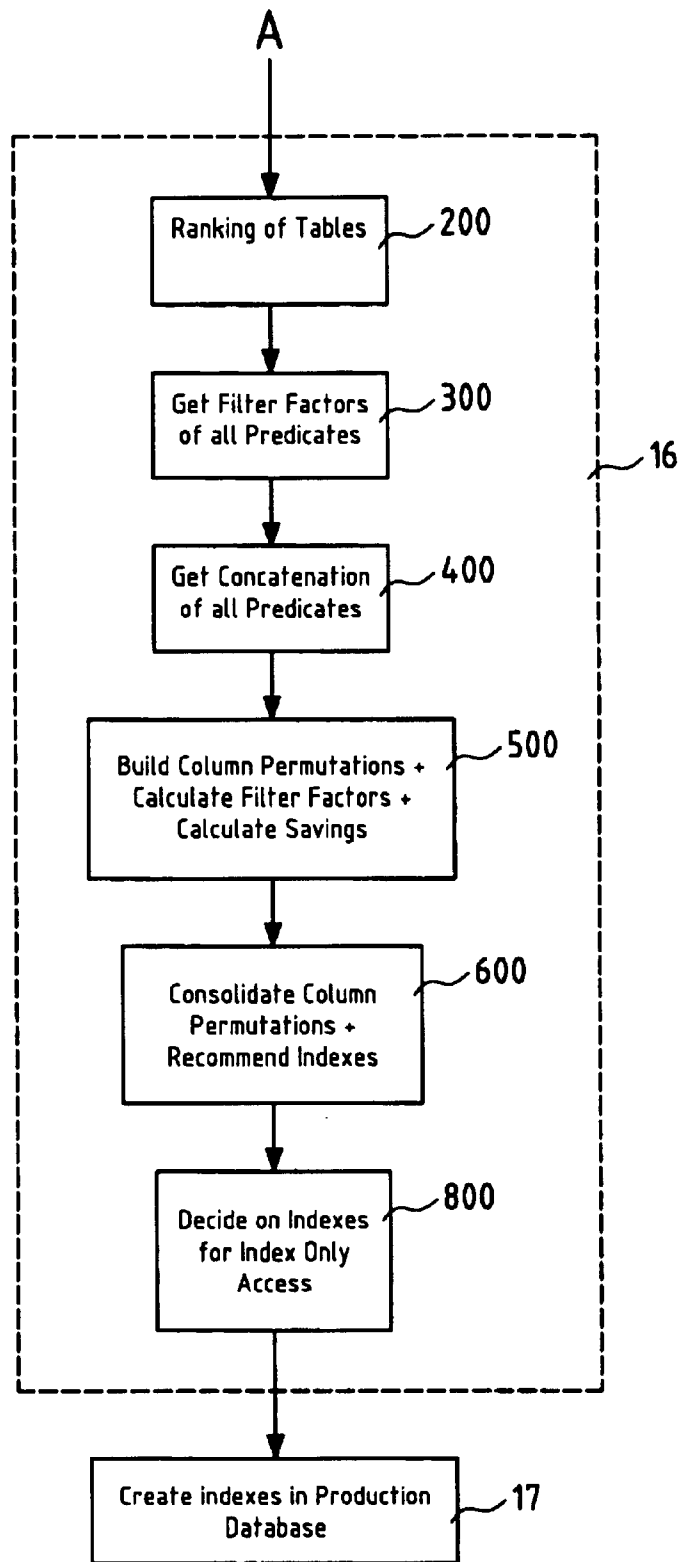 A
Ranking of Tables
200
Get Filter Factors
of all Predicates
300
16
Get Concatenation
of all Predicates
400
Build Column Permutations +
Calculate Filter Factors +
Calculate Savings
500
Consolidate Column
Permutations +
Recommend Indexes
600
Decide on Indexes
for Index Only
Access
800
Create indexes in Production
Database
17